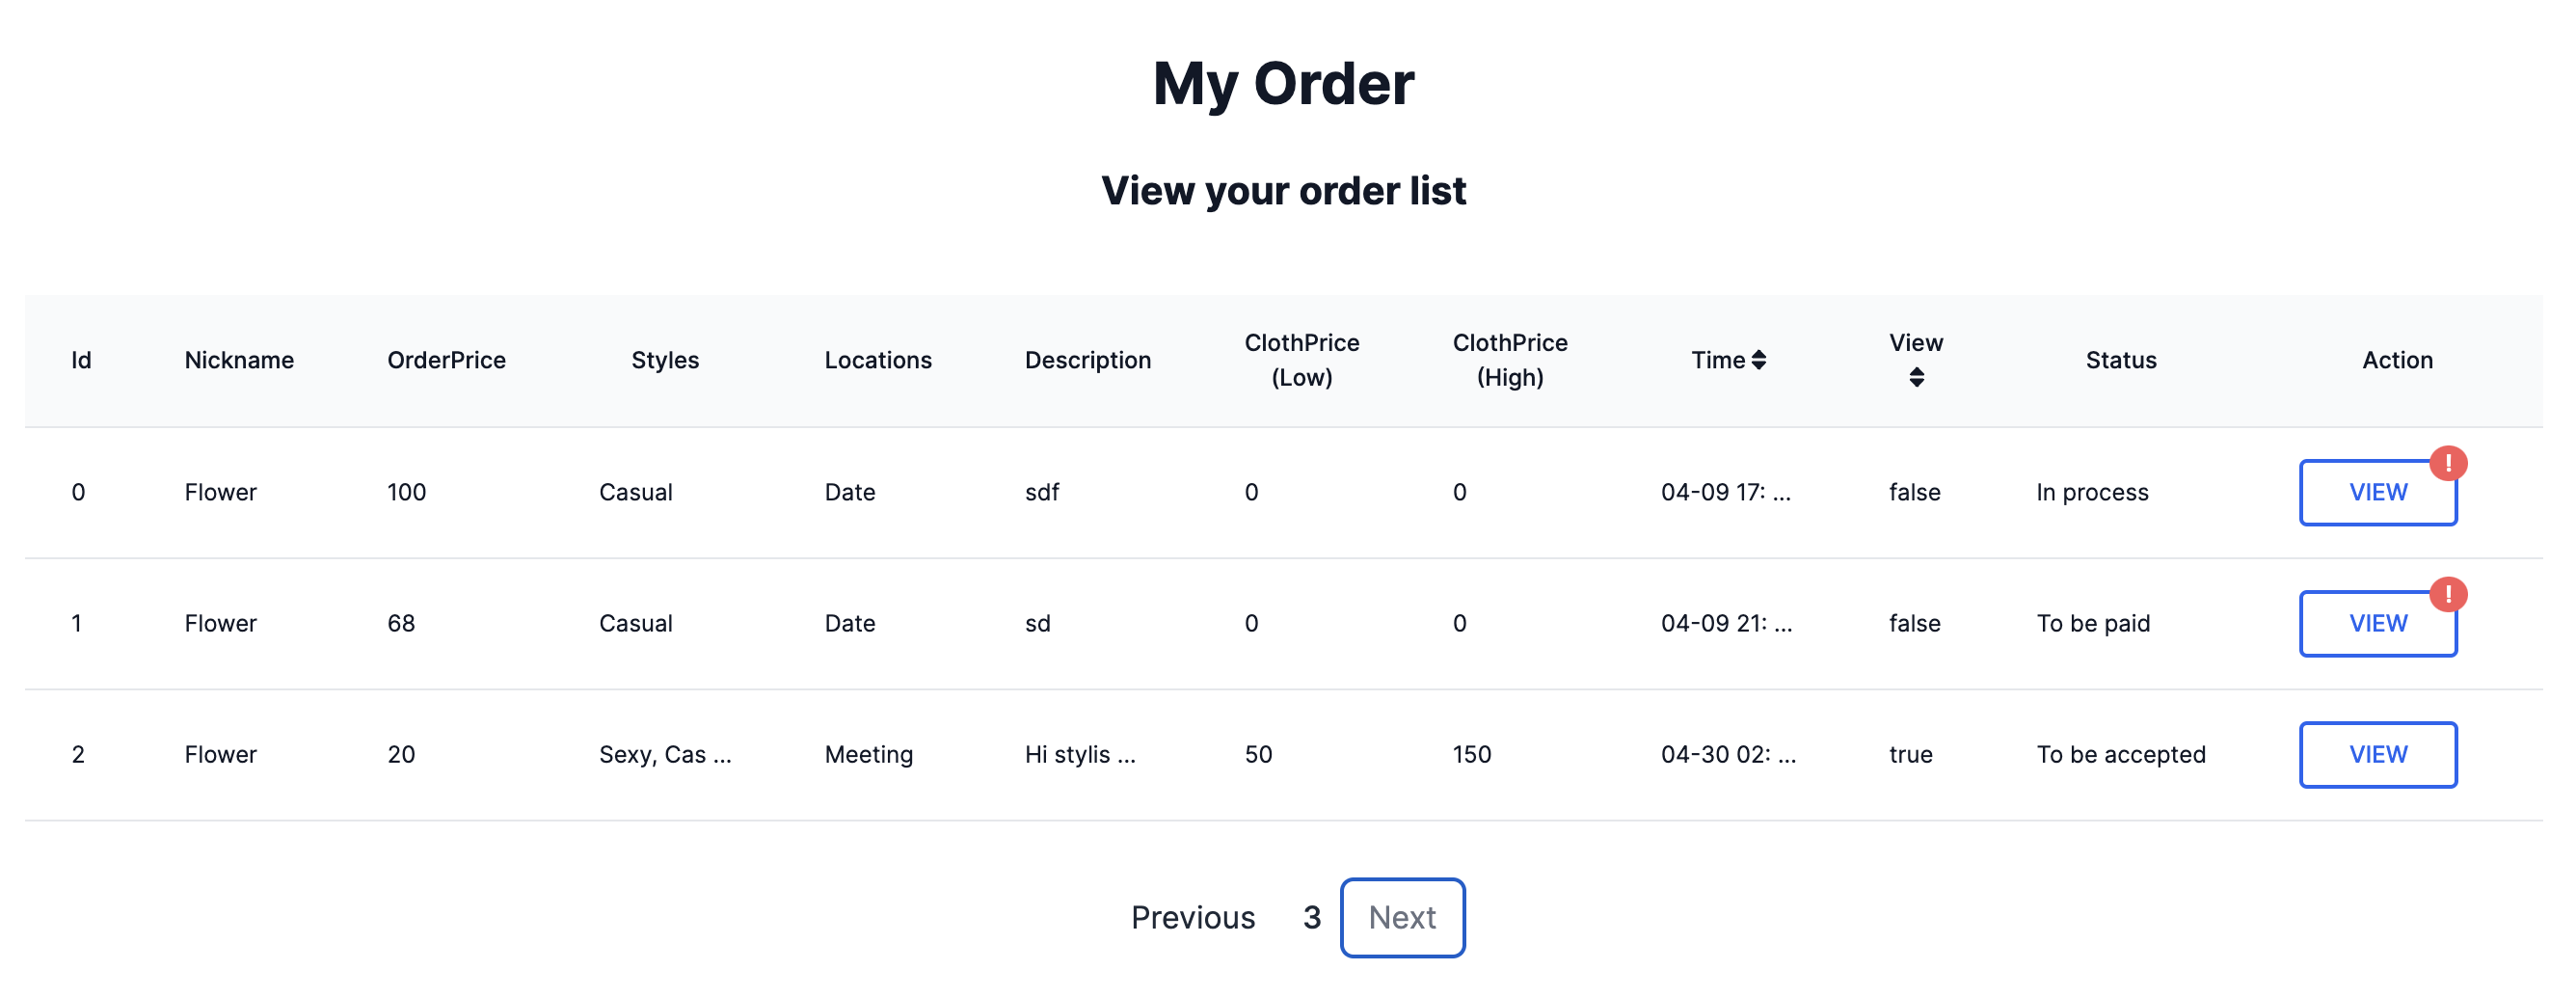 My Order
View your order list
Id Nickname OrderPrice Styles Locations Description ClothPrice (Low) ClothPrice (High) Time View Status Action
0 Flower 100 Casual Date sdf 0 0 04-09 17: ... false In process VIEW !
1 Flower 68 Casual Date sd 0 0 04-09 21: ... false To be paid VIEW !
2 Flower 20 Sexy, Cas ... Meeting Hi stylis ... 50 150 04-30 02: ... true To be accepted VIEW
Previous 3 Next